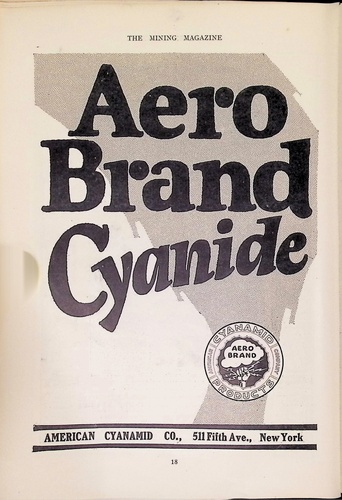 THE MINING MAGAZINE
Aero
Brand
Cyanide
CYANAMID
AERO
BRAND
COMPANY
PRODUCTS
AMERICAN CYANAMID CO., 511 Fifth Ave., New York
18